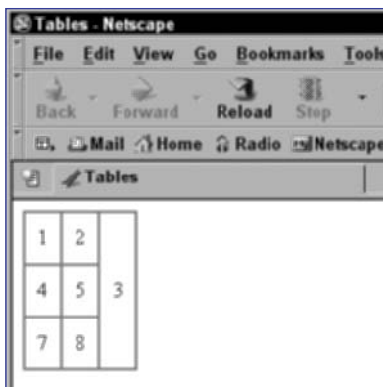 Tables - Netscape
File Edit View Go Bookmarks Tools
Back Forward Reload Stop
Mail Home Radio Netscape
Tables
1 2
4 5 3
7 8